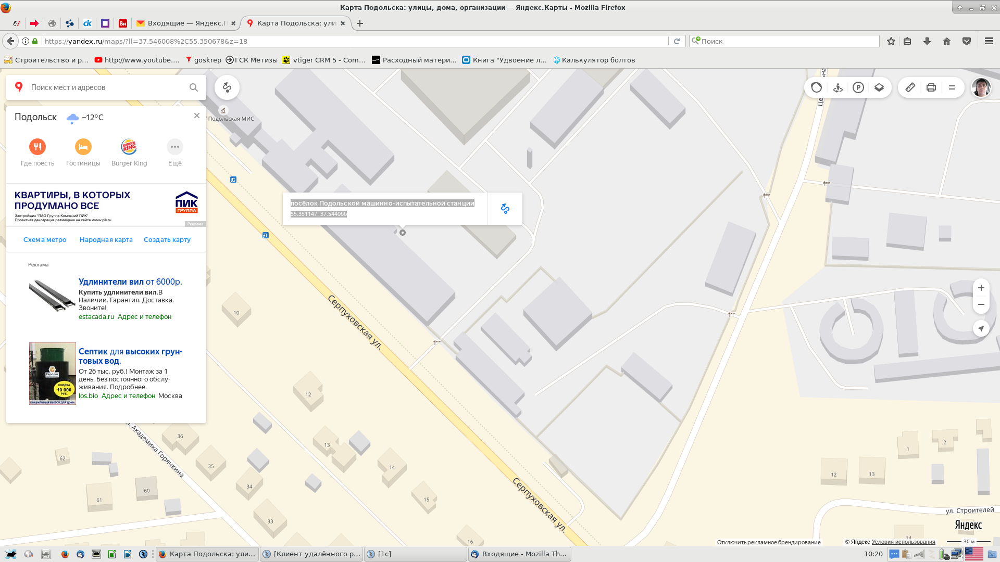 Карта Подольска: улицы, дома, организации — Яндекс.Карты - Mozilla Firefox
Ви
Входящие — Яндекс.П
Карта Подольска: ули
https://yandex.ru/maps/?ll=37.546008%2C55.350678&z=18
Поиск
Строительство и р…
http://www.youtube.…
goskrep
ГСК Метизы
vtiger CRM 5 - Com…
Расходный матери…
Книга "Удвоение л…
Калькулятор болтов
Поиск мест и адресов
P
Подольск
–12°C
Подольская МИС
Где поесть
Гостиницы
BURGER KING
Burger King
Ещё
КВАРТИРЫ, В КОТОРЫХ
ПРОДУМАНО ВСЕ
Застройщик "ПАО Группа Компаний ПИК"
Проектная декларация размещена на сайте www.pik.ru
ПИК
ГРУППА
Реклама
посёлок Подольской машинно-испытательной станции
55.351147, 37.544066
Схема метро
Народная карта
Создать карту
Реклама
Удлинители вил от 6000р.
Купить удлинители вил.В
Наличии. Гарантия. Доставка.
Звоните!
estacada.ru Адрес и телефон
Септик для высоких грун-
товых вод.
От 26 тыс. руб.! Монтаж за 1
день. Без постоянного обслу-
живания. Подробнее.
los.bio Адрес и телефон Москва
Евролос
СКИДКА
10 000
РУБ.
ПРАВИЛЬНЫЙ ВЫБОР ДЛЯ ДОМА
Серпуховская ул.
Серпуховская ул.
Академика Горячкина
ул. Строителей
10
12
13
14
15
16
36
35
34
33
62
61
60
1
2
12
13
14
Яндекс
Отключить рекламное брендирование
© Яндекс Условия использования
30 м
Карта Подольска: ули…
[Клиент удалённого р…
[1c]
Входящие - Mozilla Th…
10:20